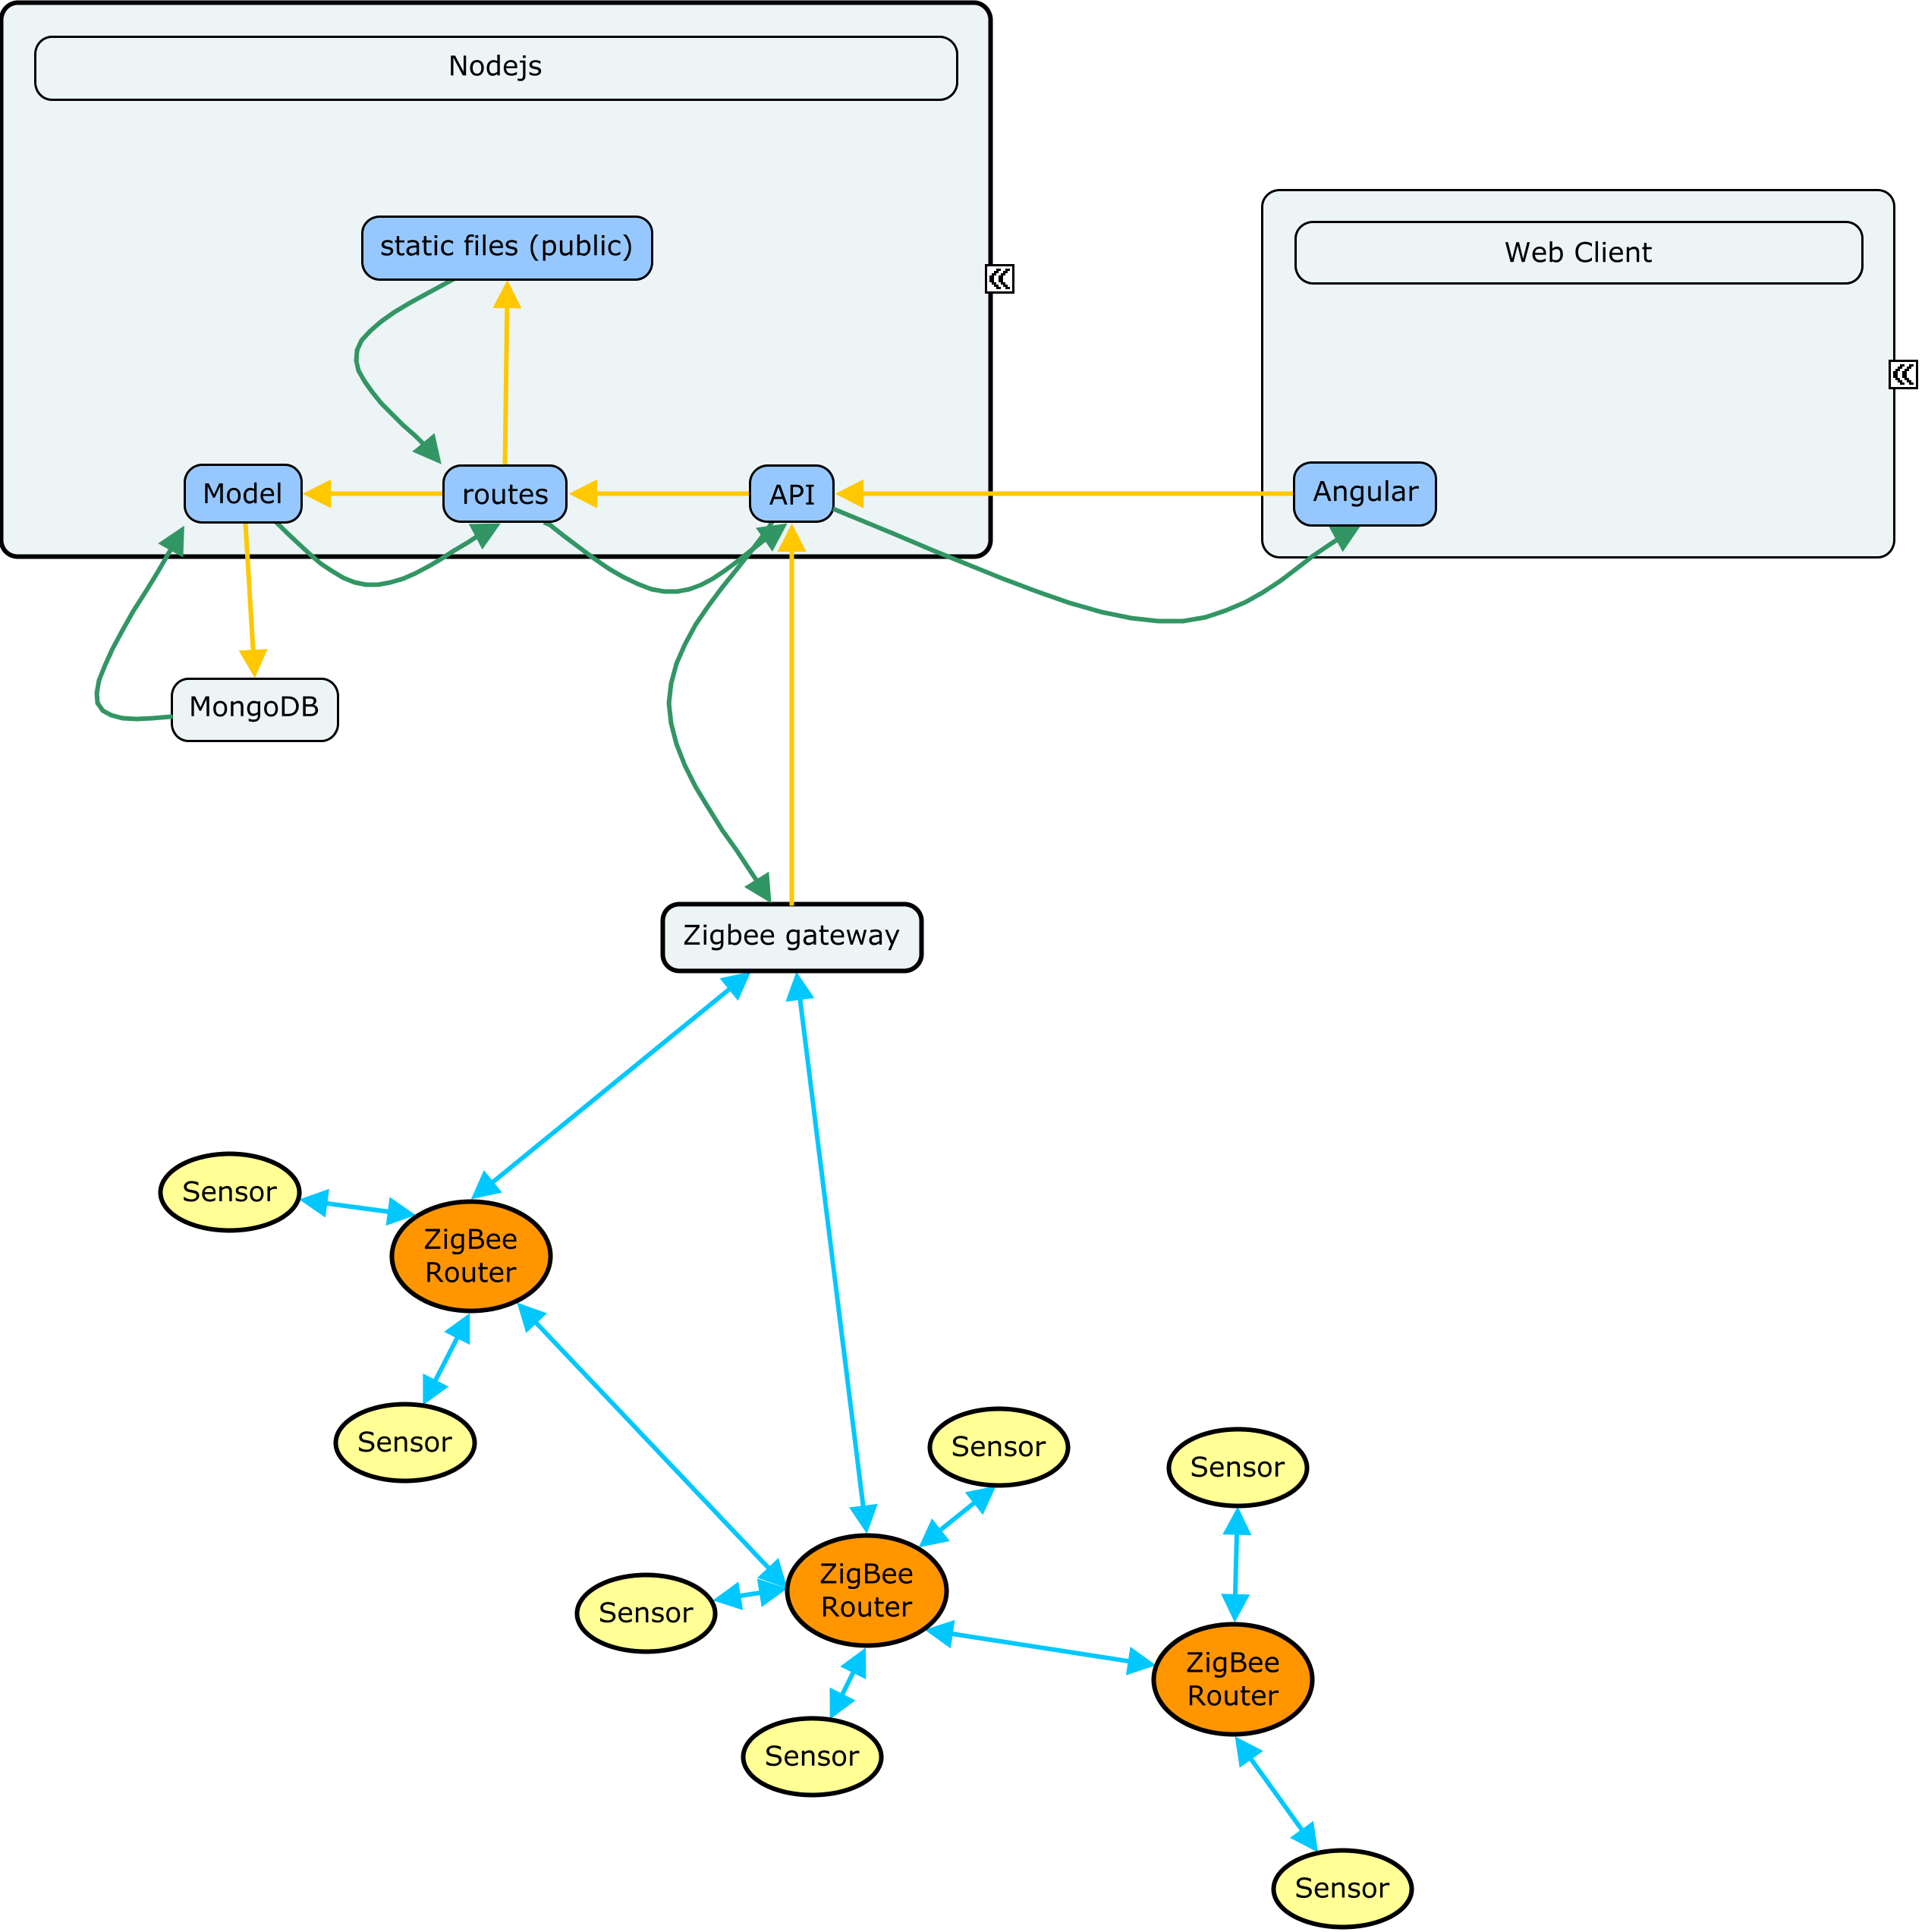 Nodejs
Web Client
static files (public)
Model
routes
API
Angular
MongoDB
Zigbee gateway
Sensor
ZigBee
Router
Sensor
Sensor
Sensor
ZigBee
Router
Sensor
ZigBee
Router
Sensor
Sensor